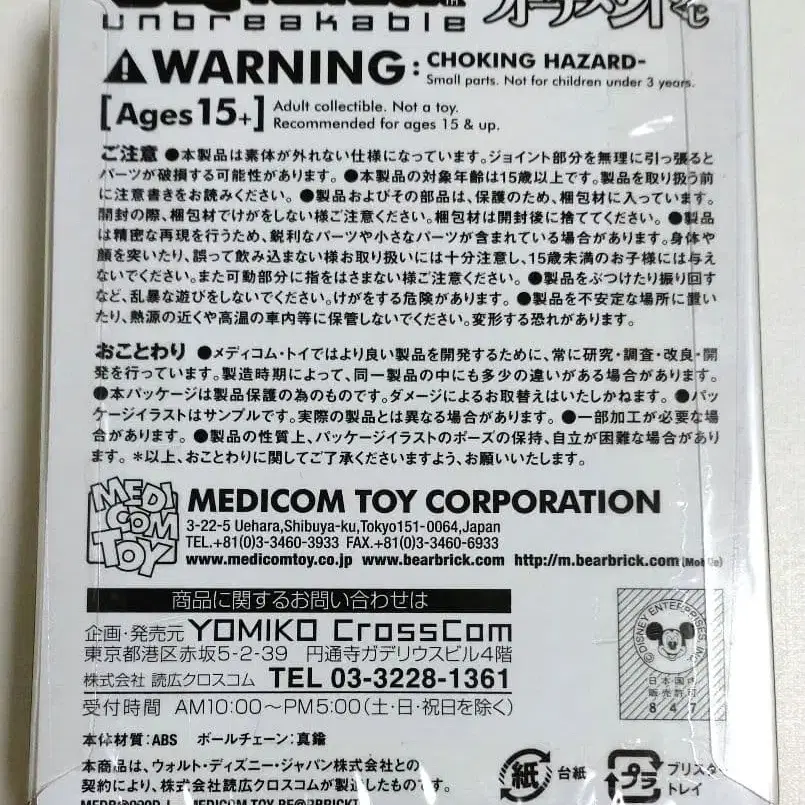 unbreakable オーナメントくじ
WARNING: CHOKING HAZARD-
Small parts. Not for children under 3 years.
[Ages 15+] Adult collectible. Not a toy.
Recommended for ages 15 & up.
ご注意 ●本製品は素体が外れない仕様になっています。ジョイント部分を無理に引っ張ると
パーツが破損する可能性があります。 ●本製品の対象年齢は15歳以上です。製品を取り扱う前
に注意書きをお読みください。 ●製品およびその部品は、保護のため、梱包材に入っています。
開封の際、梱包材でけがをしない様ご注意ください。梱包材は開封後に捨ててください。 ●製品
は精密な再現を行うため、鋭利なパーツや小さなパーツが含まれている場合があります。身体や
顔を突いたり、誤って飲み込まない様お取り扱いには十分注意し、15歳未満のお子様には与え
ないでください。また可動部分に指をはさまない様ご注意ください。 ●製品をぶつけたり振り回す
など、乱暴な遊びをしないでください。けがをする危険があります。 ●製品を不安定な場所に置い
たり、熱源の近くや高温の車内等に保管しないでください。変形する恐れがあります。
おことわり ●メディコム・トイではより良い製品を開発するために、常に研究・調査・改良・開
発を行っています。製造時期によって、同一製品の中にも多少の違いがある場合があります。
●本パッケージは製品保護の為のものです。ダメージによるお取替えはいたしかねます。 ●パッ
ケージイラストはサンプルです。実際の製品とは異なる場合があります。 ●一部加工が必要な場
合があります。 ●製品の性質上、パッケージイラストのポーズの保持、自立が困難な場合があり
ます。 *以上、おことわりに関してご了承くださいますよう、お願いいたします。
MEDI COM TOY
MEDICOM TOY CORPORATION
3-22-5 Uehara,Shibuya-ku,Tokyo151-0064,Japan
TEL.+81(0)3-3460-3933 FAX.+81(0)3-3460-6933
www.medicomtoy.co.jp www.bearbrick.com http://m.bearbrick.com (Mobile)
商品に関するお問い合わせは
企画・発売元 YOMIKO CrossCom
東京都港区赤坂5-2-39 円通寺ガデリウスビル4階
株式会社 読広クロスコム TEL 03-3228-1361
受付時間 AM10:00~PM5:00(土・日・祝日を除く)
©DISNEY ENTERPRISES, INC.
日本国内
販売許可
847
本体材質:ABS ボールチェーン:真鍮
本商品は、ウォルト・ディズニー・ジャパン株式会社との
契約により、株式会社読広クロスコムが製造したものです。
紙 台紙
プラ ブリスター
トレイ